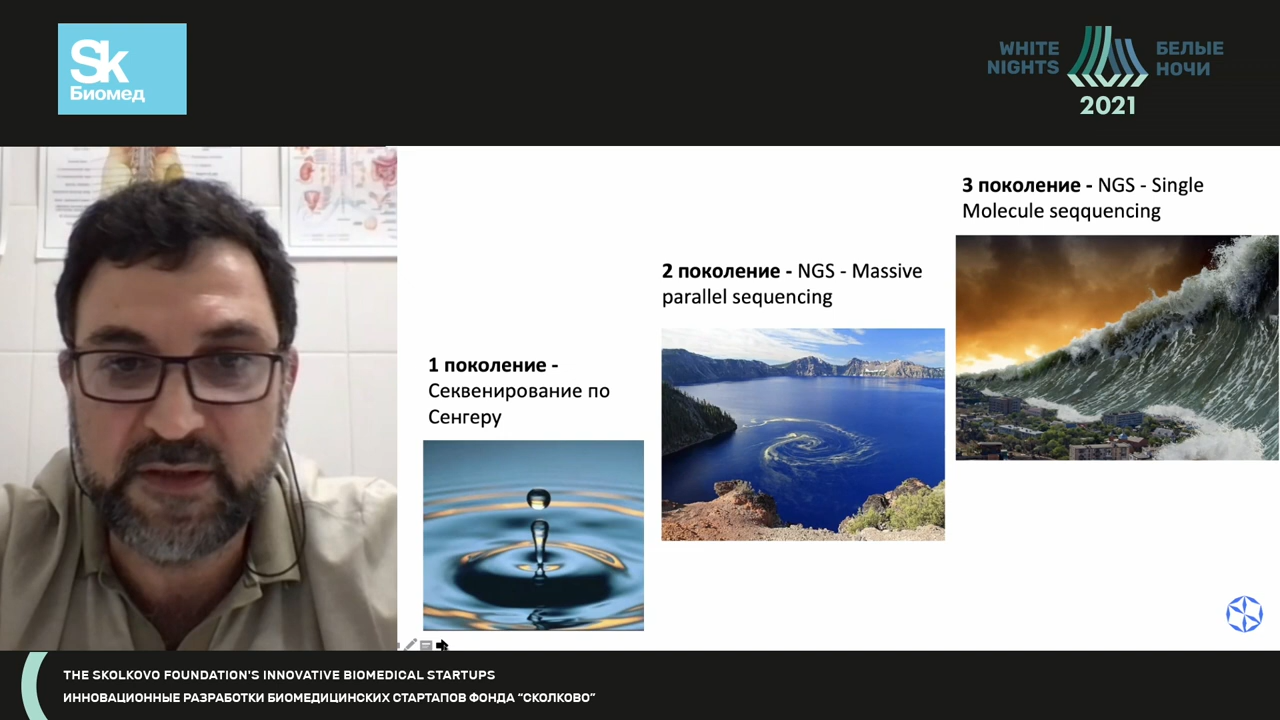 Sk
Биомед
WHITE
NIGHTS
БЕЛЫЕ
НОЧИ
2021
1 поколение -
Секвенирование по
Сенгеру
2 поколение - NGS - Massive
parallel sequencing
3 поколение - NGS - Single
Molecule seqquencing
THE SKOLKOVO FOUNDATION'S INNOVATIVE BIOMEDICAL STARTUPS
ИННОВАЦИОННЫЕ РАЗРАБОТКИ БИОМЕДИЦИНСКИХ СТАРТАПОВ ФОНДА "СКОЛКОВО"